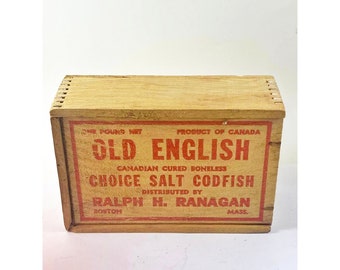 ONE POUND NET PRODUCT OF CANADA
OLD ENGLISH
CANADIAN CURED BONELESS
CHOICE SALT CODFISH
DISTRIBUTED BY
RALPH H. RANAGAN
BOSTON MASS.